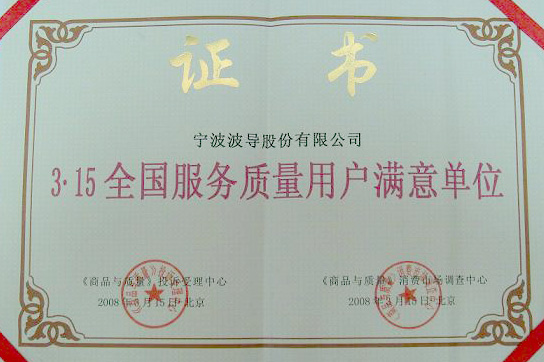 证 书
宁波波导股份有限公司
3·15全国服务质量用户满意单位
《商品与质量》投诉受理中心
《商品与质量》消费市场调查中心
2008年3月15日·北京
2008年3月15日·北京